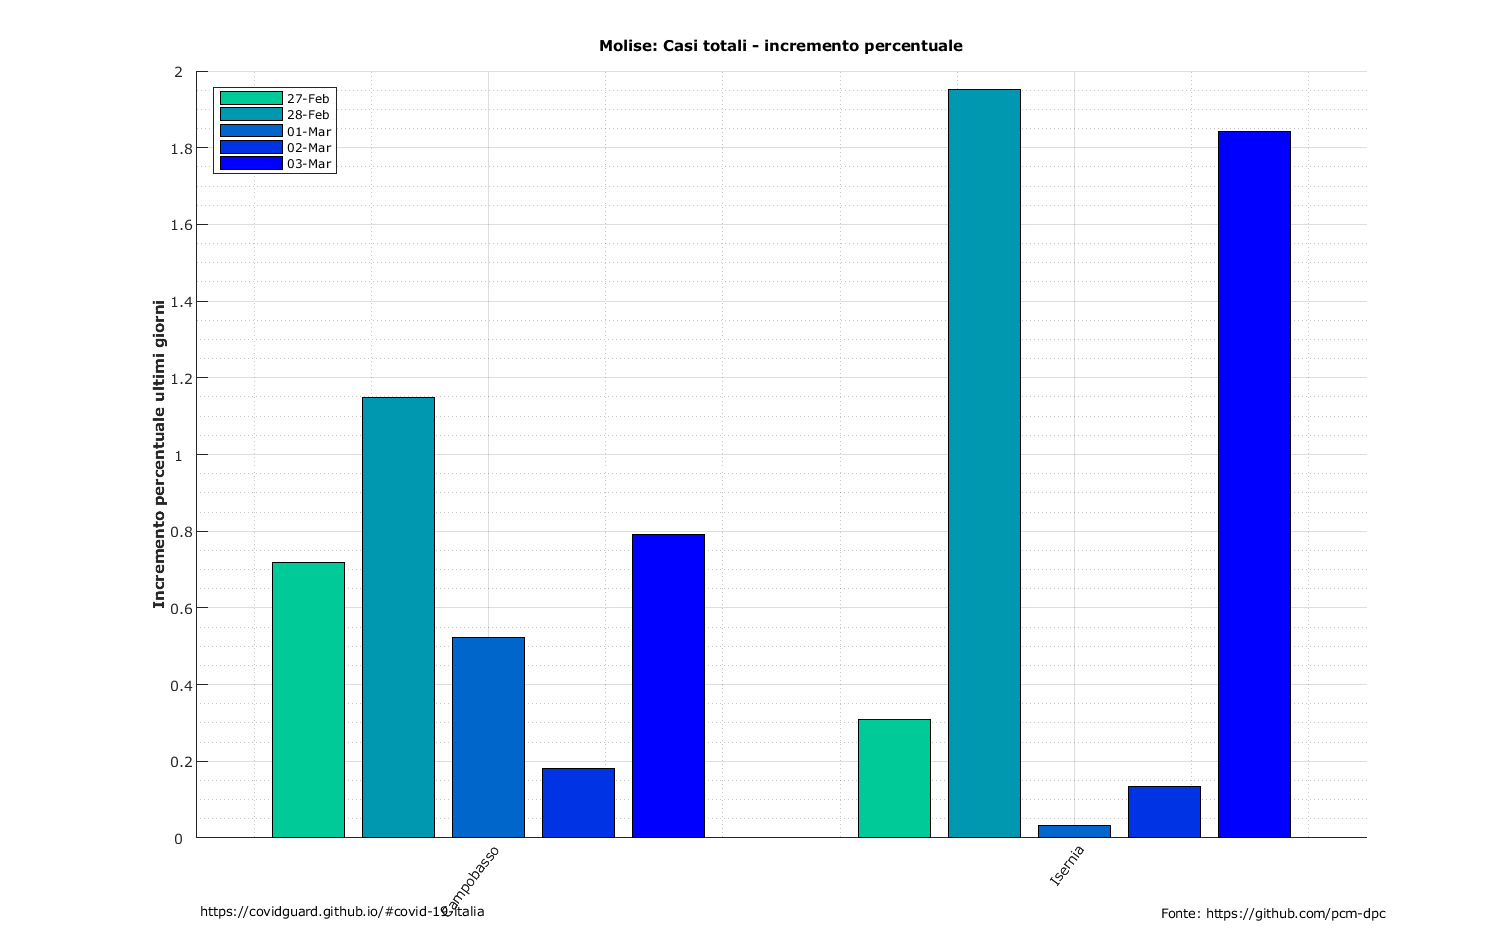 Molise: Casi totali - incremento percentuale
Incremento percentuale ultimi giorni
2
1.8
1.6
1.4
1.2
1
0.8
0.6
0.4
0.2
0
27-Feb
28-Feb
01-Mar
02-Mar
03-Mar
Campobasso
Isernia
https://covidguard.github.io/#covid-19-italia
Fonte: https://github.com/pcm-dpc